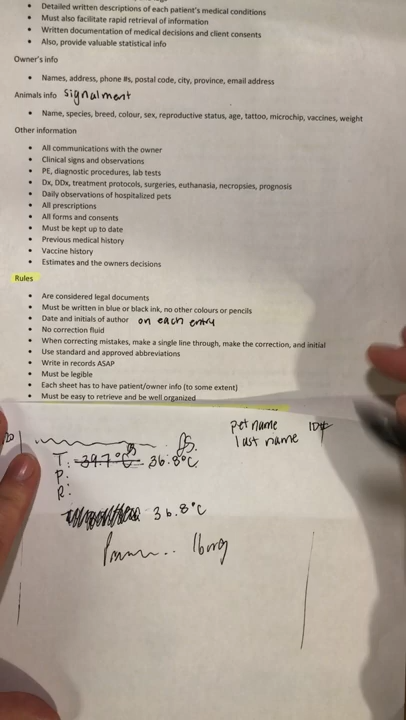 • Detailed written descriptions of each patient's medical conditions
• Must also facilitate rapid retrieval of information
• Written documentation of medical decisions and client consents
• Also, provide valuable statistical info
Owner's info
• Names, address, phone #s, postal code, city, province, email address
Animals info signalment
• Name, species, breed, colour, sex, reproductive status, age, tattoo, microchip, vaccines, weight
Other information
• All communications with the owner
• Clinical signs and observations
• PE, diagnostic procedures, lab tests
• Dx, DDx, treatment protocols, surgeries, euthanasia, necropsies, prognosis
• Daily observations of hospitalized pets
• All prescriptions
• All forms and consents
• Must be kept up to date
• Previous medical history
• Vaccine history
• Estimates and the owners decisions
Rules
• Are considered legal documents
• Must be written in blue or black ink, no other colours or pencils
• Date and initials of author on each entry
• No correction fluid
• When correcting mistakes, make a single line through, make the correction, and initial
• Use standard and approved abbreviations
• Write in records ASAP
• Must be legible
• Each sheet has to have patient/owner info (to some extent)
• Must be easy to retrieve and be well organized
pet name ID#
last name
T: 39.7°C 36.8°C
P:
R:
36.8°C